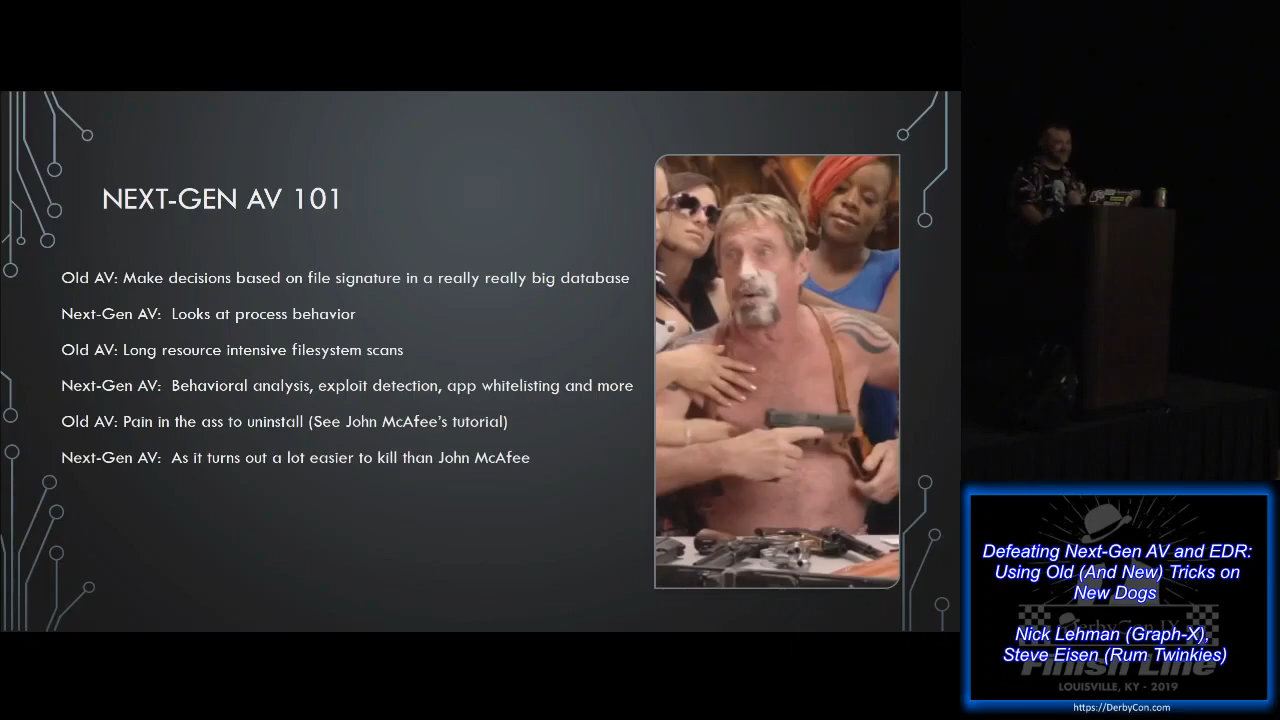 NEXT-GEN AV 101
Old AV: Make decisions based on file signature in a really really big database
Next-Gen AV:  Looks at process behavior
Old AV: Long resource intensive filesystem scans
Next-Gen AV:  Behavioral analysis, exploit detection, app whitelisting and more
Old AV: Pain in the ass to uninstall (See John McAfee's tutorial)
Next-Gen AV:  As it turns out a lot easier to kill than John McAfee
Defeating Next-Gen AV and EDR:
Using Old (And New) Tricks on
New Dogs
DerbyCon IX
Nick Lehman (Graph-X),
Steve Eisen (Rum Twinkies)
Finish Line
LOUISVILLE, KY - 2019
https://DerbyCon.com